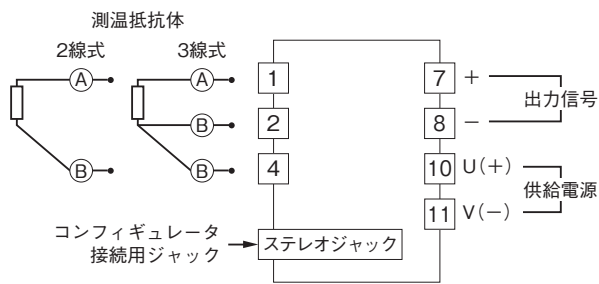 測温抵抗体
2線式
3線式
A
B
A
B
B
1
2
4
7 +
8 −
出力信号
10 U(+)
11 V(−)
供給電源
コンフィギュレータ
接続用ジャック
ステレオジャック